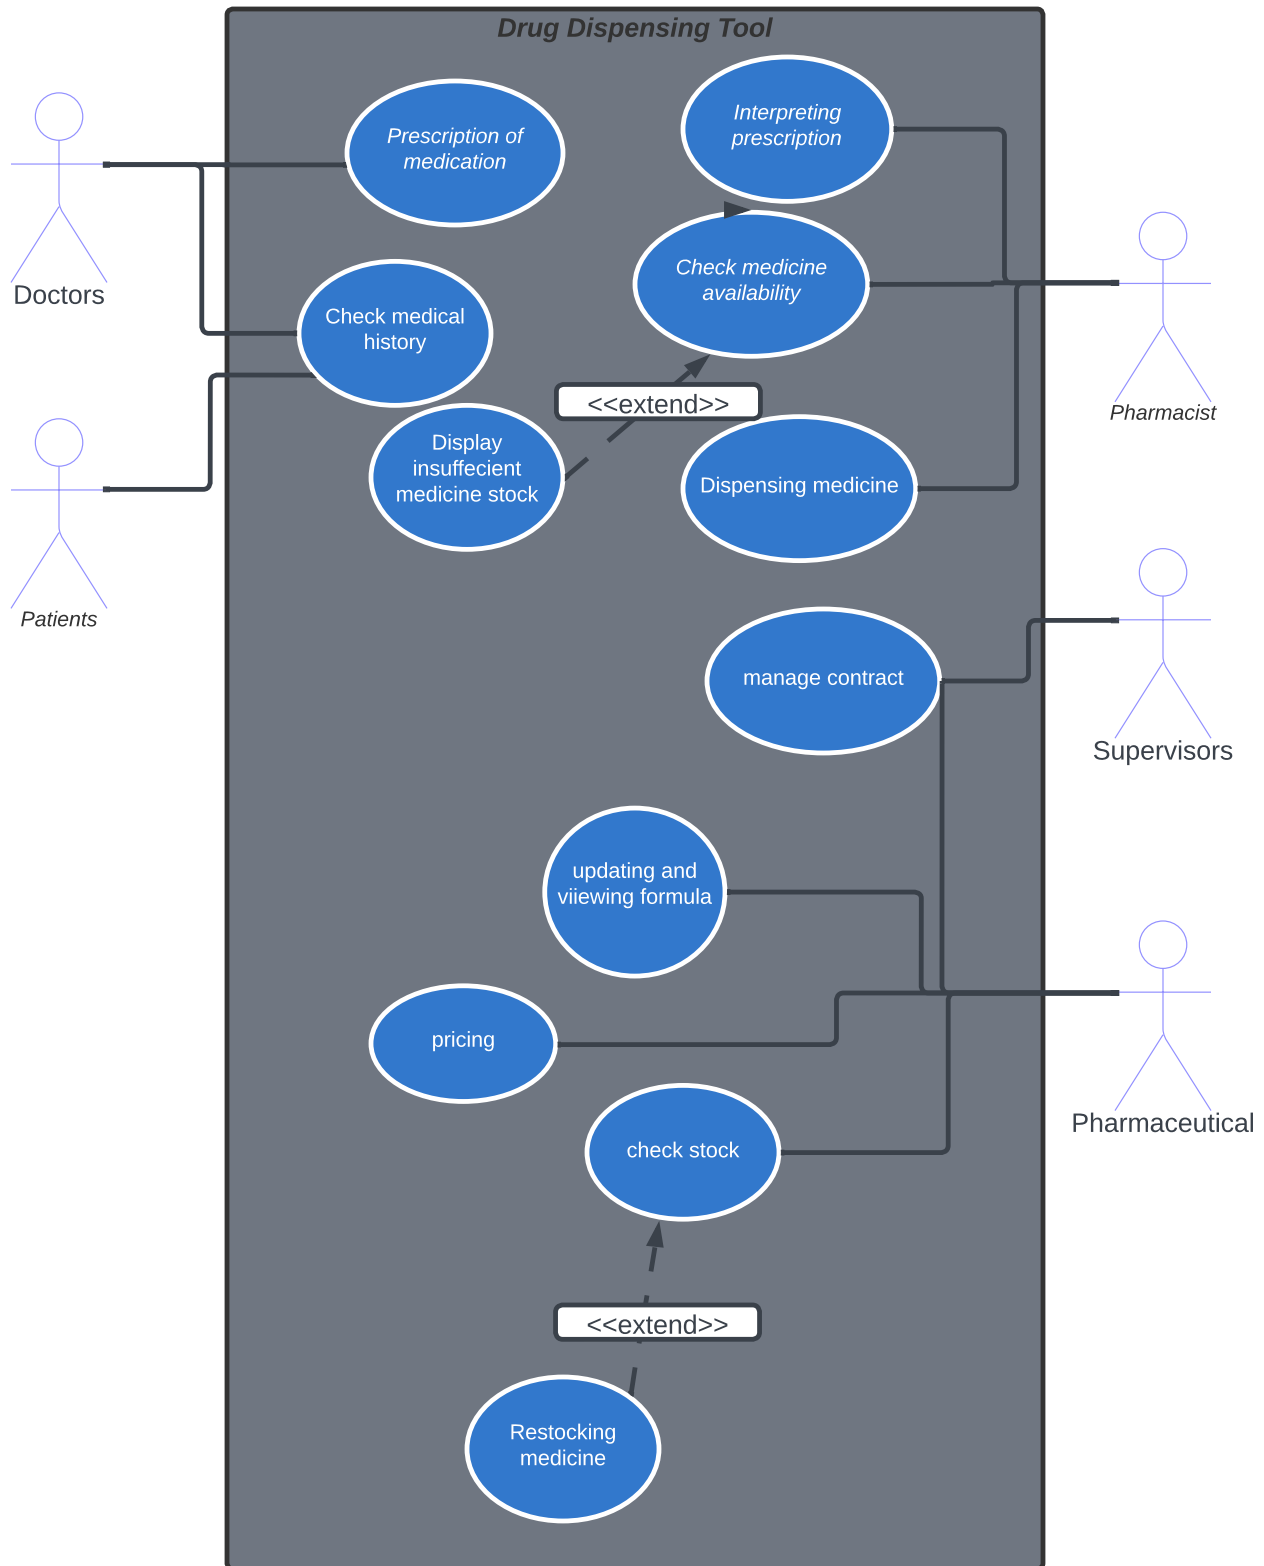 Drug Dispensing Tool
Prescription of
medication
Interpreting
prescription
Doctors
Check medicine
availability
Check medical
history
<<extend>>
Pharmacist
Display
insuffecient
medicine stock
Dispensing medicine
Patients
manage contract
Supervisors
updating and
viiewing formula
pricing
Pharmaceutical
check stock
<<extend>>
Restocking
medicine